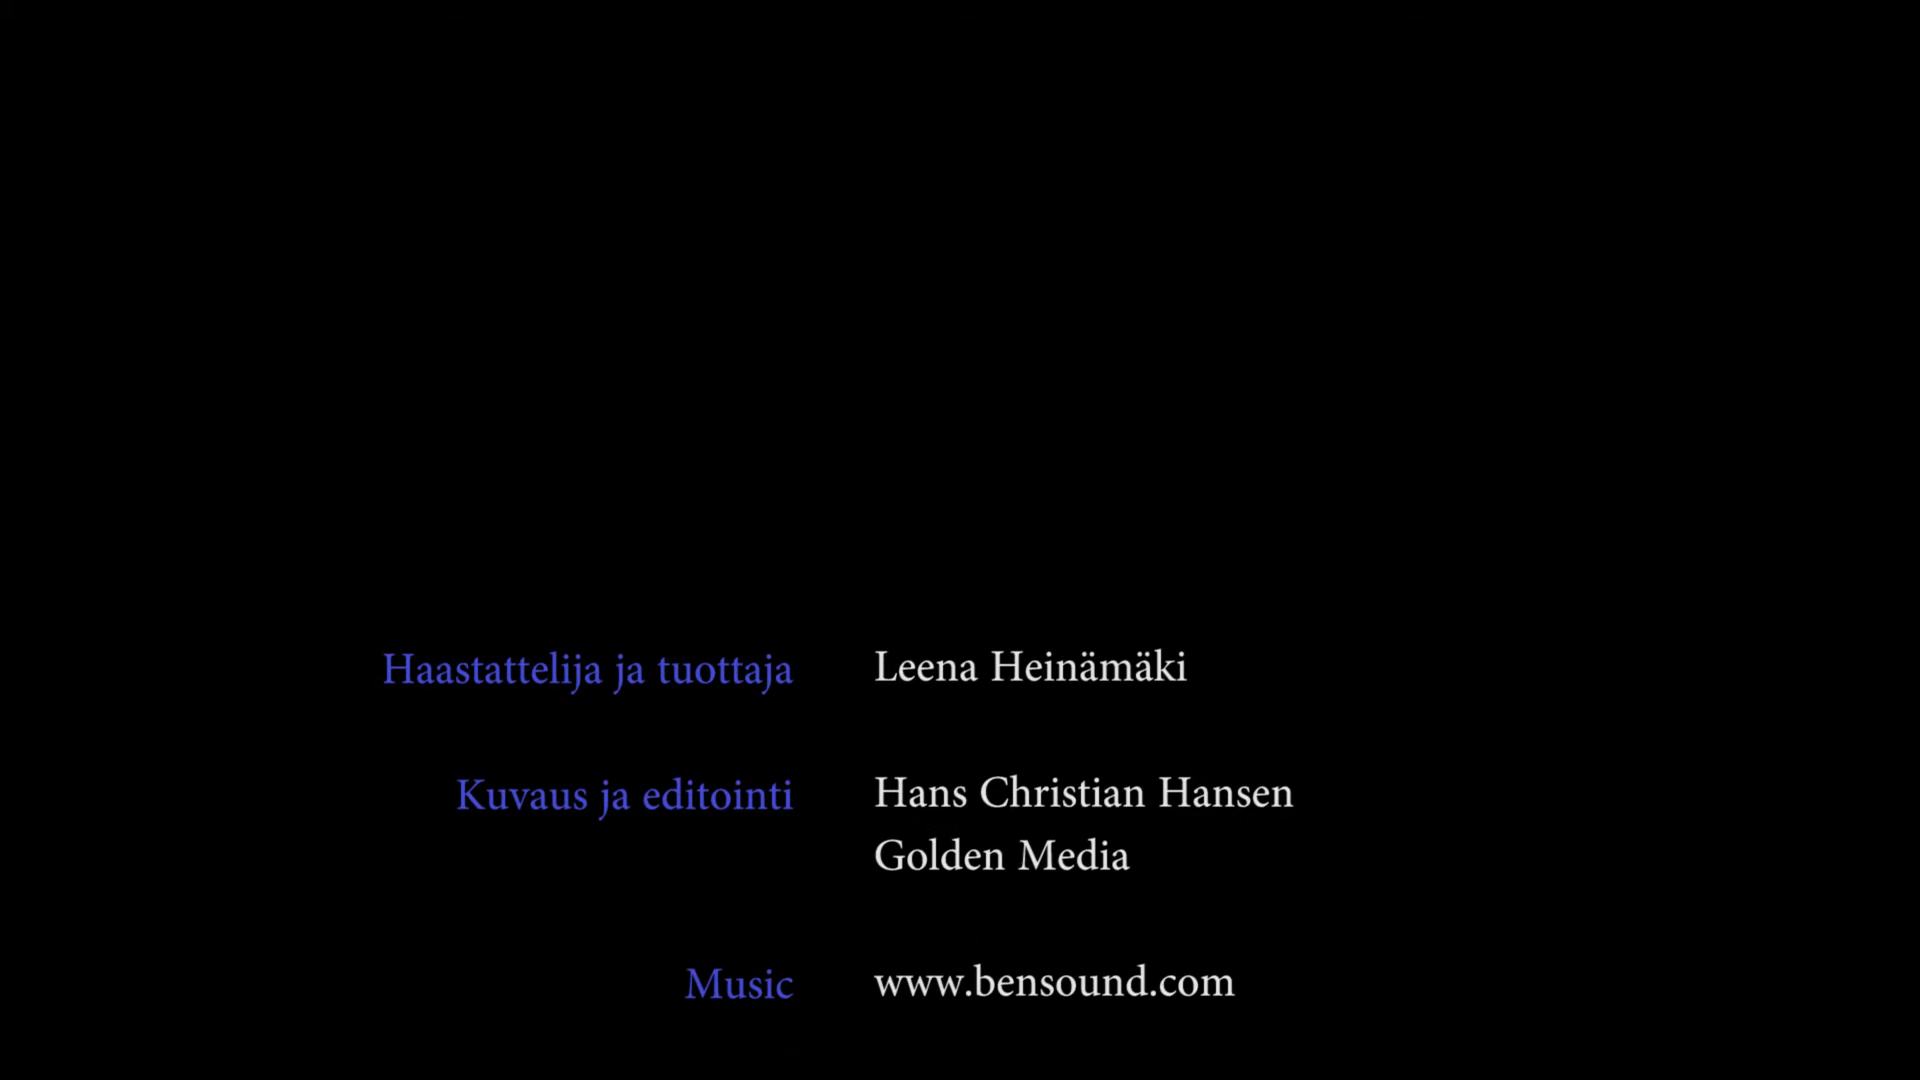 Haastattelija ja tuottaja Leena Heinämäki
Kuvaus ja editointi Hans Christian Hansen
Golden Media
Music www.bensound.com